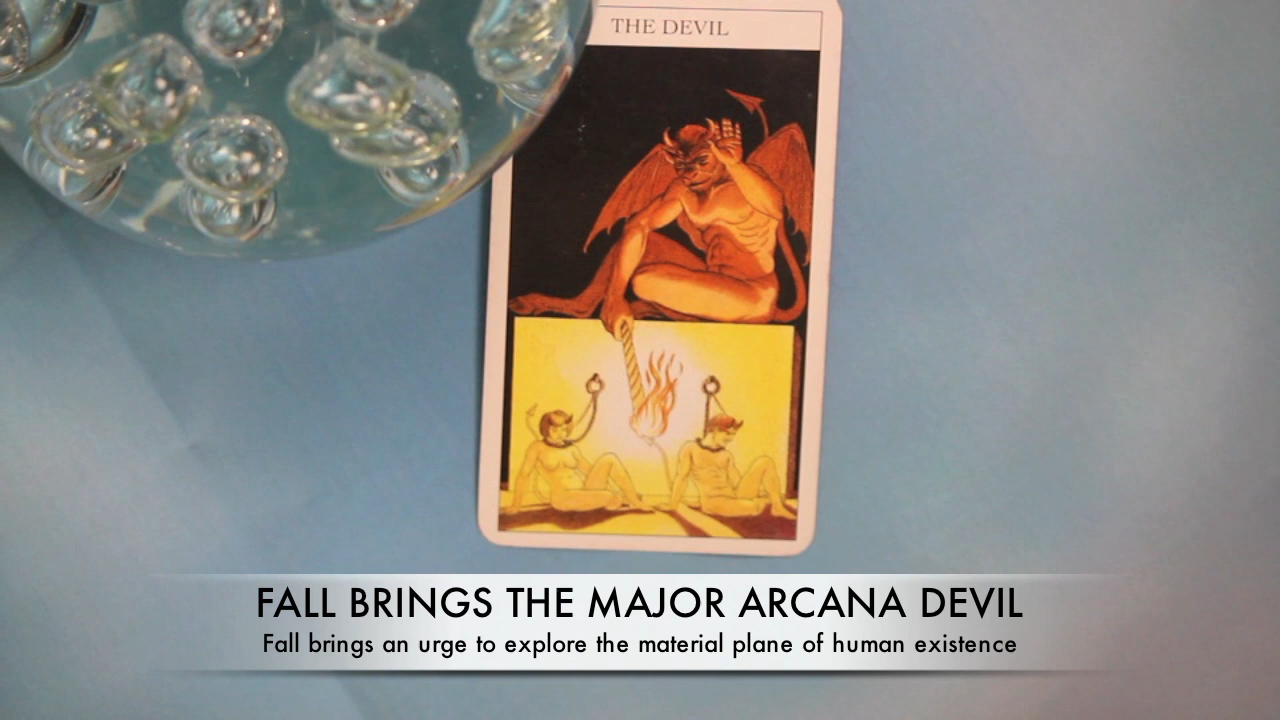 THE DEVIL
FALL BRINGS THE MAJOR ARCANA DEVIL
Fall brings an urge to explore the material plane of human existence